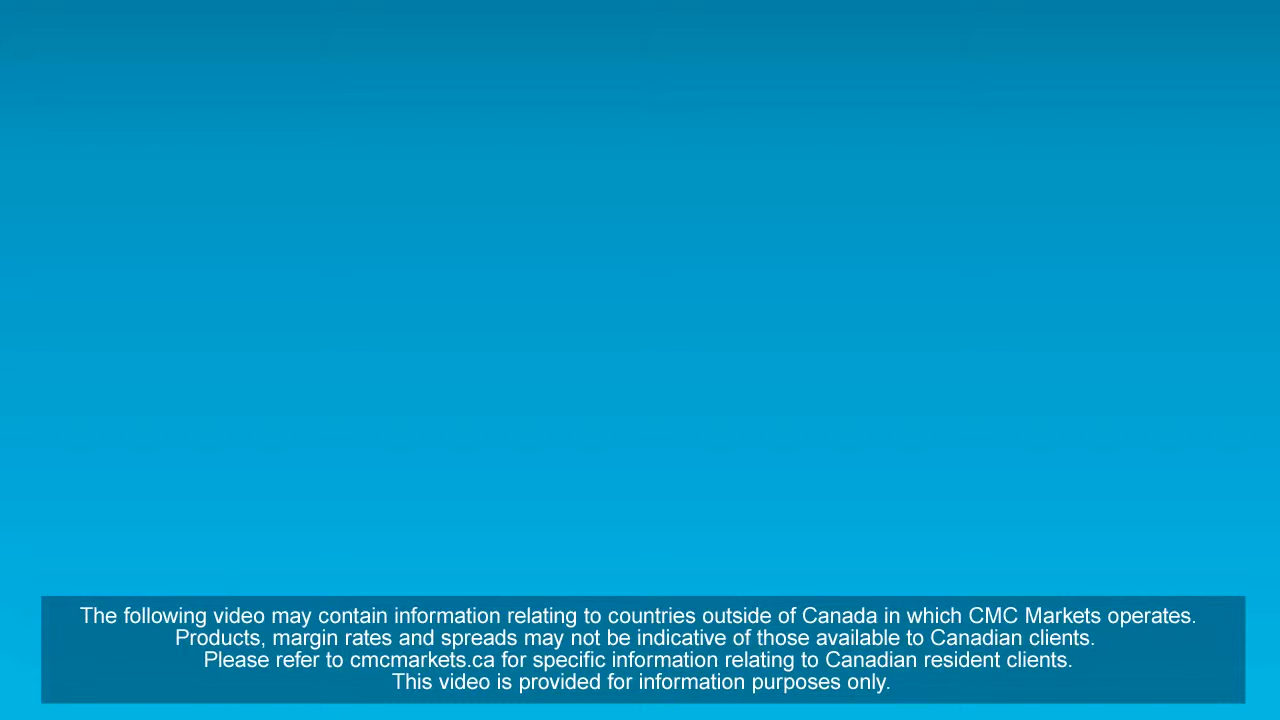 The following video may contain information relating to countries outside of Canada in which CMC Markets operates.
Products, margin rates and spreads may not be indicative of those available to Canadian clients.
Please refer to cmcmarkets.ca for specific information relating to Canadian resident clients.
This video is provided for information purposes only.